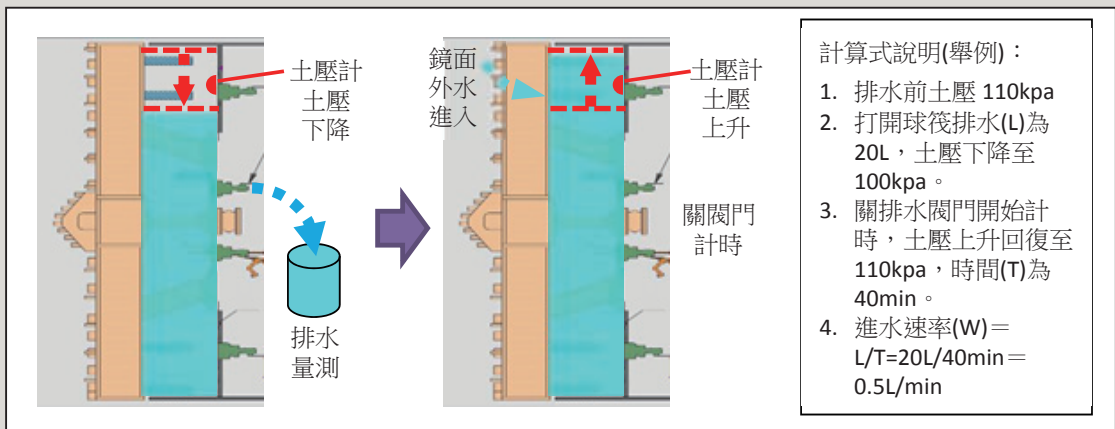 土壓計
土壓
下降
排水
量測
鏡面
外水
進入
土壓計
土壓
上升
關閥門
計時
計算式說明(舉例)：
1. 排水前土壓 110kpa
2. 打開球筏排水(L)為
20L，土壓下降至
100kpa。
3. 關排水閥門開始計
時，土壓上升回復至
110kpa，時間(T)為
40min。
4. 進水速率(W)＝
L/T=20L/40min＝
0.5L/min